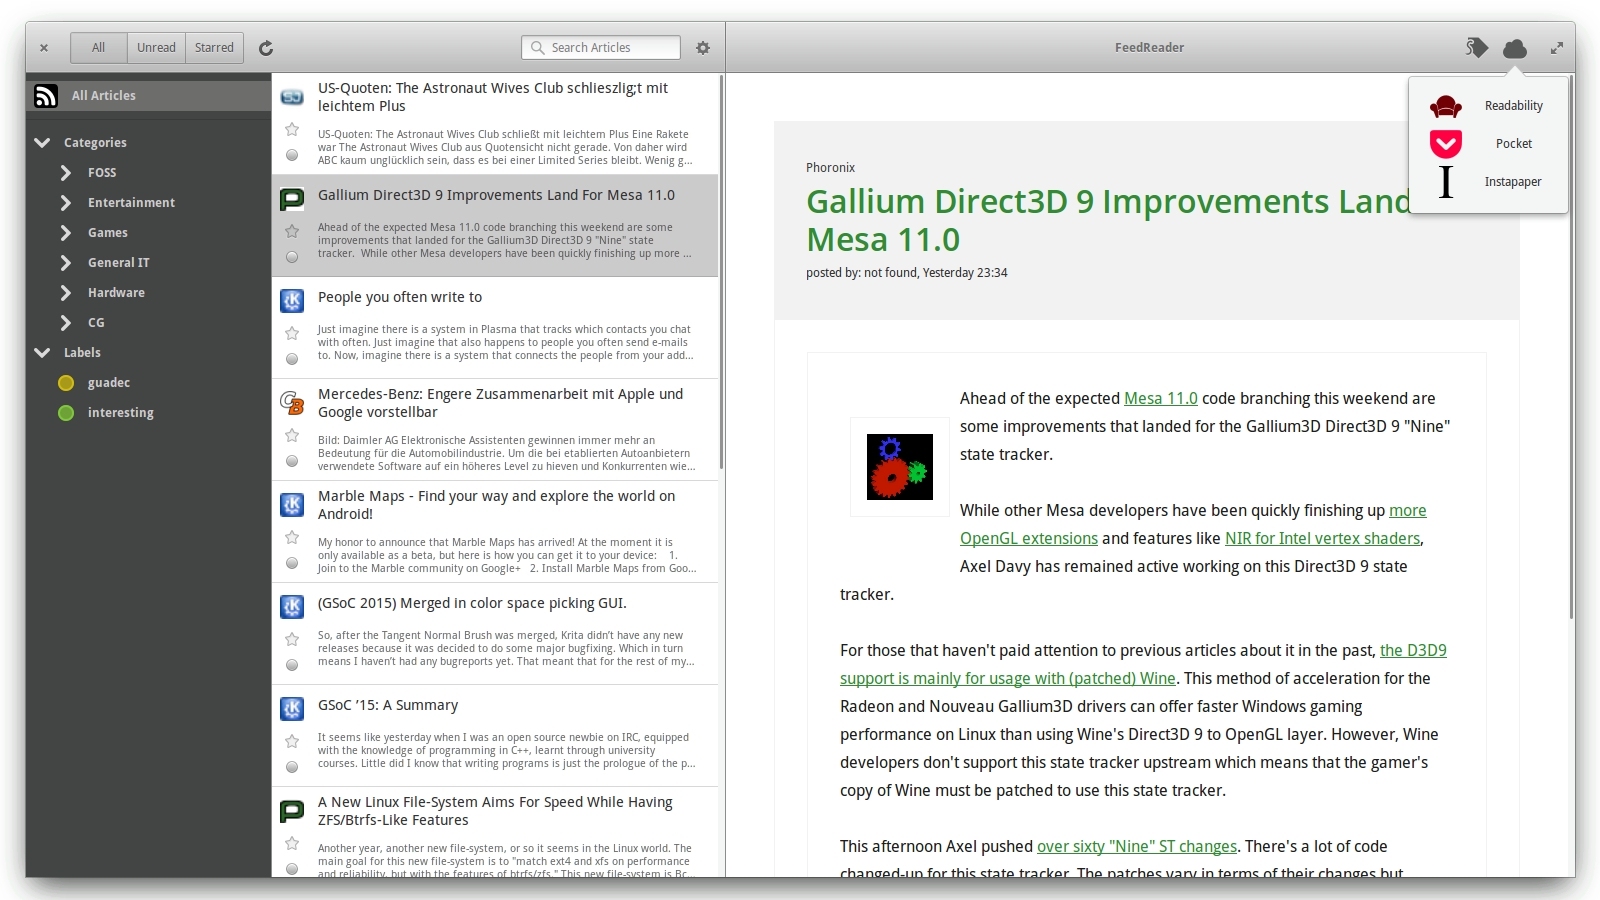 All Unread Starred
Search Articles
FeedReader
All Articles
Categories
FOSS
Entertainment
Games
General IT
Hardware
CG
Labels
guadec
interesting
US-Quoten: The Astronaut Wives Club schlieszlig;t mit
leichtem Plus
US-Quoten: The Astronaut Wives Club schließt mit leichtem Plus Eine Rakete
war The Astronaut Wives Club aus Quotensicht nicht gerade. Von daher wird
ABC kaum unglücklich sein, dass es bei einer Limited Series bleibt. Wenig g...
Gallium Direct3D 9 Improvements Land For Mesa 11.0
Ahead of the expected Mesa 11.0 code branching this weekend are some
improvements that landed for the Gallium3D Direct3D 9 "Nine" state
tracker. While other Mesa developers have been quickly finishing up more ...
People you often write to
Just imagine there is a system in Plasma that tracks which contacts you chat
with often. Just imagine that also happens to people you often send e-mails
to. Now, imagine there is a system that connects the people from your add...
Mercedes-Benz: Engere Zusammenarbeit mit Apple und
Google vorstellbar
Bild: Daimler AG Elektronische Assistenten gewinnen immer mehr an
Bedeutung für die Automobilindustrie. Um die bei etablierten Autoanbietern
verwendete Software auf ein höheres Level zu hieven und Konkurrenten wie...
Marble Maps - Find your way and explore the world on
Android!
My honor to announce that Marble Maps has arrived! At the moment it is
only available as a beta, but here is how you can get it to your device: 1.
Join to the Marble community on Google+ 2. Install Marble Maps from Goo...
(GSoC 2015) Merged in color space picking GUI.
So, after the Tangent Normal Brush was merged, Krita didn’t have any new
releases because it was decided to do some major bugfixing. Which in turn
means I haven’t had any bugreports yet. That meant that for the rest of my...
GSoC ’15: A Summary
It seems like yesterday when I was an open source newbie on IRC, equipped
with the knowledge of programming in C++, learnt through university
courses. Little did I know that writing programs is just the prologue of the p...
A New Linux File-System Aims For Speed While Having
ZFS/Btrfs-Like Features
Another year, another new file-system, or so it seems in the Linux world. The
main goal for this new file-system is to "match ext4 and xfs on performance
and reliability, but with the features of btrfs/zfs." This new file-system is Bc...
Readability
Pocket
Instapaper
Phoronix
Gallium Direct3D 9 Improvements Land
Mesa 11.0
posted by: not found, Yesterday 23:34
Ahead of the expected Mesa 11.0 code branching this weekend are
some improvements that landed for the Gallium3D Direct3D 9 "Nine"
state tracker.
While other Mesa developers have been quickly finishing up more
OpenGL extensions and features like NIR for Intel vertex shaders,
Axel Davy has remained active working on this Direct3D 9 state
tracker.
For those that haven't paid attention to previous articles about it in the past, the D3D9
support is mainly for usage with (patched) Wine. This method of acceleration for the
Radeon and Nouveau Gallium3D drivers can offer faster Windows gaming
performance on Linux than using Wine's Direct3D 9 to OpenGL layer. However, Wine
developers don't support this state tracker upstream which means that the gamer's
copy of Wine must be patched to use this state tracker.
This afternoon Axel pushed over sixty "Nine" ST changes. There's a lot of code
changed-up for this state tracker. The patches vary in terms of their changes but